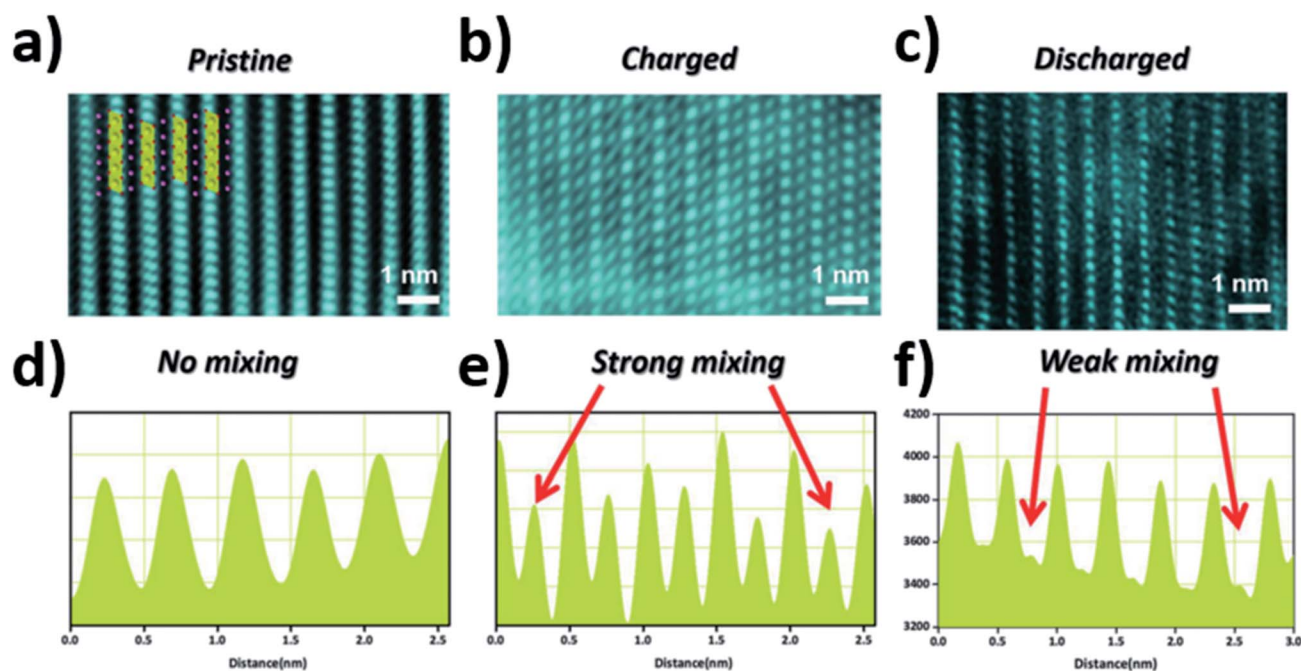 a)
Pristine
1 nm
b)
Charged
1 nm
c)
Discharged
1 nm
d)
No mixing
0.0 0.5 1.0 1.5 2.0 2.5
Distance(nm)
e)
Strong mixing
0.0 0.5 1.0 1.5 2.0 2.5
Distance(nm)
f)
Weak mixing
4200
4000
3800
3600
3400
3200
0.0 0.5 1.0 1.5 2.0 2.5 3.0
Distance(nm)